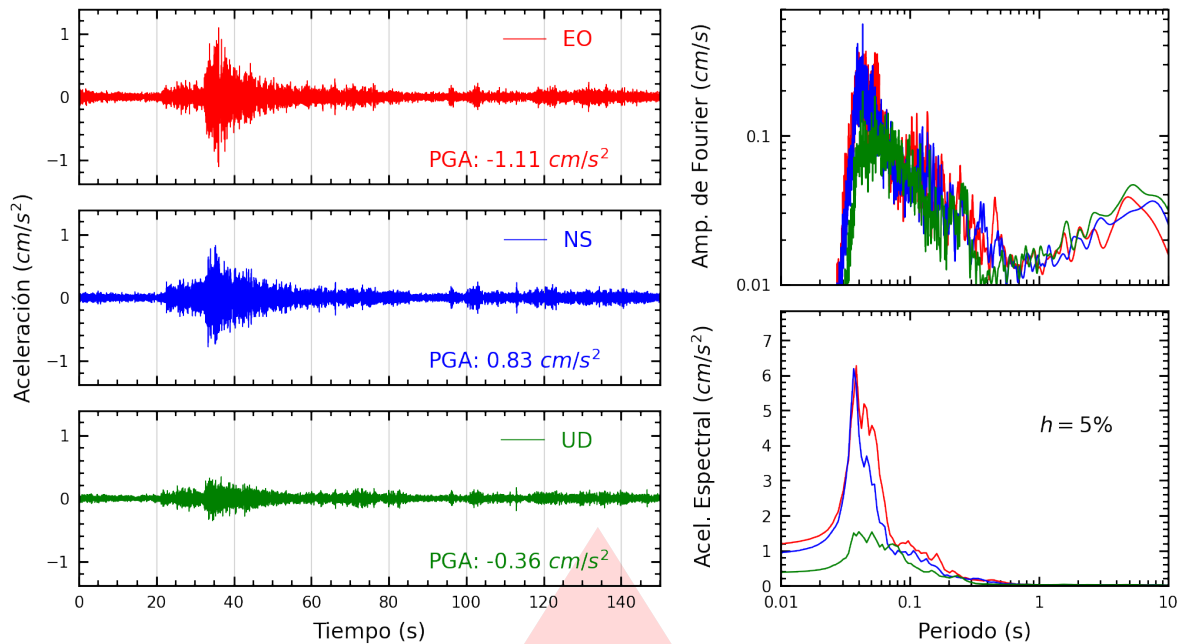 Aceleración (cm/s²)
1
0
−1
EO
PGA: -1.11 cm/s²
1
0
−1
NS
PGA: 0.83 cm/s²
1
0
−1
UD
PGA: -0.36 cm/s²
0 20 40 60 80 100 120 140
Tiempo (s)
Amp. de Fourier (cm/s)
0.1
0.01
Acel. Espectral (cm/s²)
7
6
5
4
3
2
1
0
h = 5%
0.01 0.1 1 10
Periodo (s)